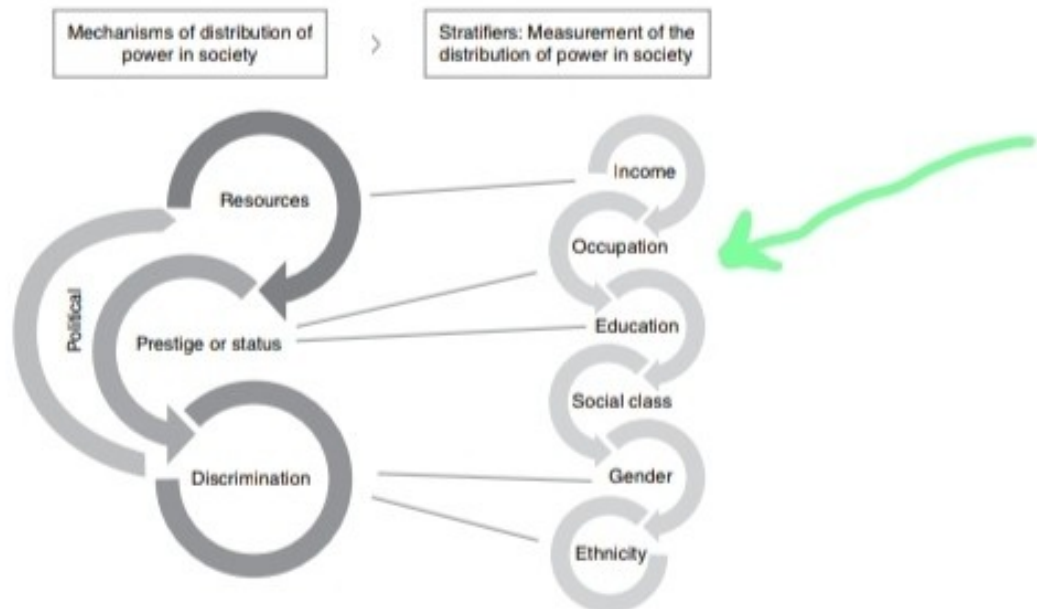 Mechanisms of distribution of
power in society
>
Stratifiers: Measurement of the
distribution of power in society
Resources
Political
Prestige or status
Discrimination
Income
Occupation
Education
Social class
Gender
Ethnicity